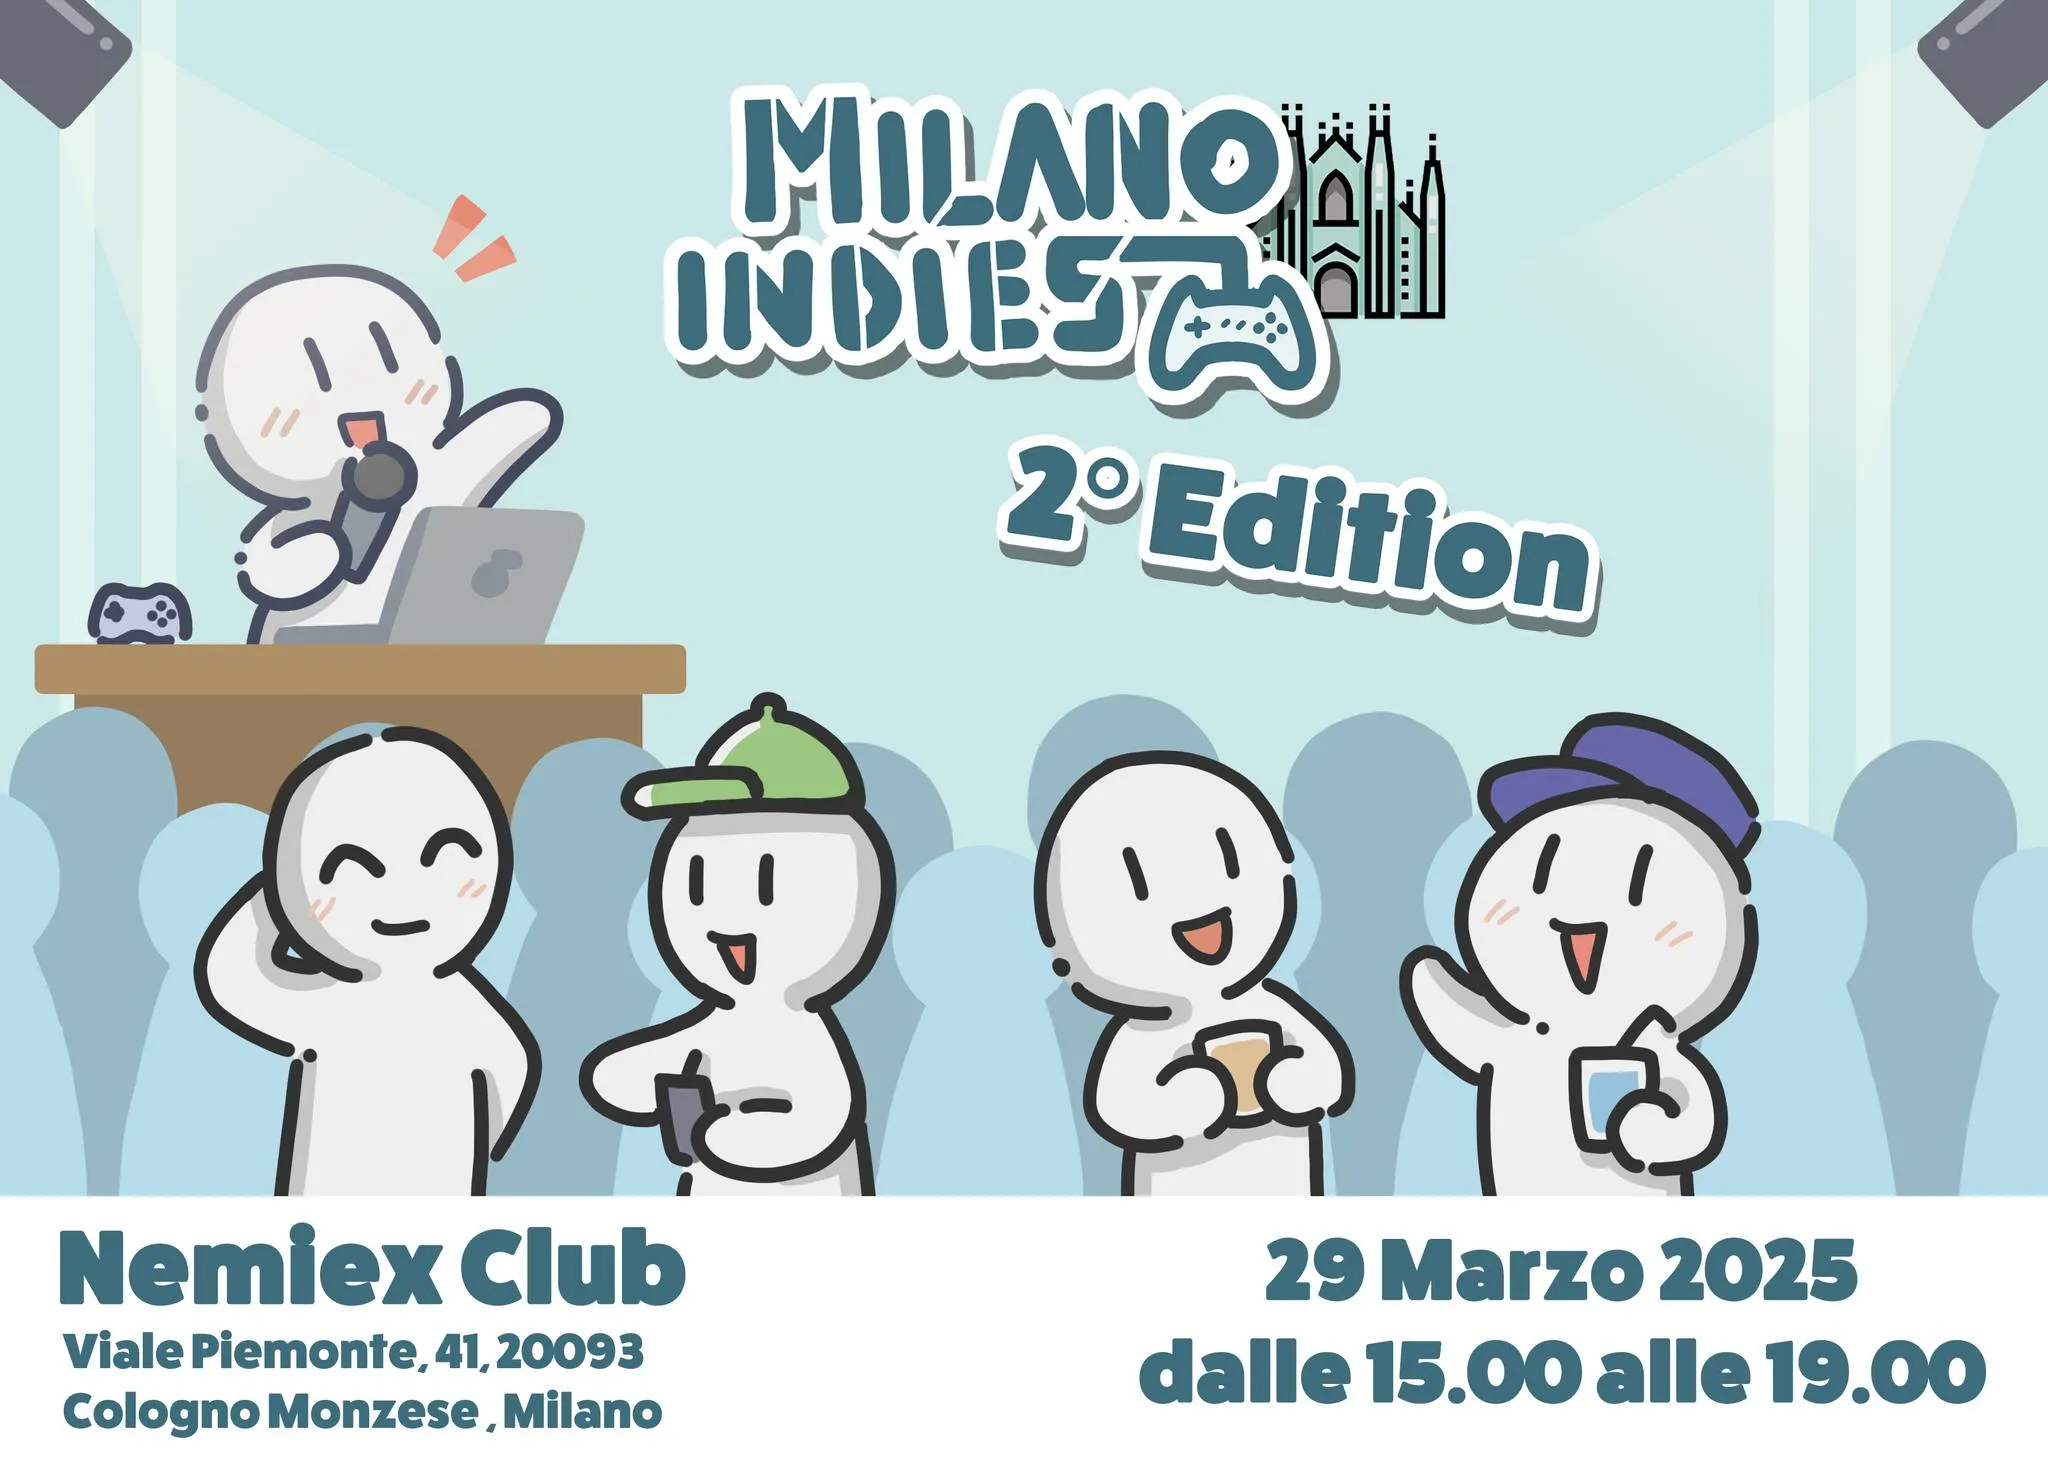 MILANO
INDIES
2° Edition
Nemiex Club
Viale Piemonte, 41, 20093
Cologno Monzese , Milano
29 Marzo 2025
dalle 15.00 alle 19.00